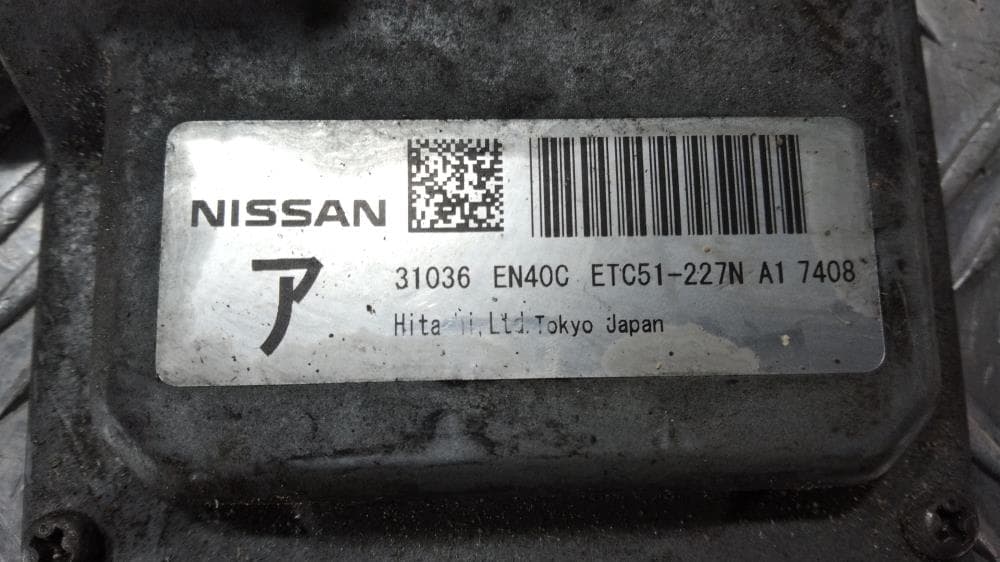 NISSAN
ア
31036 EN40C ETC51-227N A1 7408
Ltd. Tokyo Japan